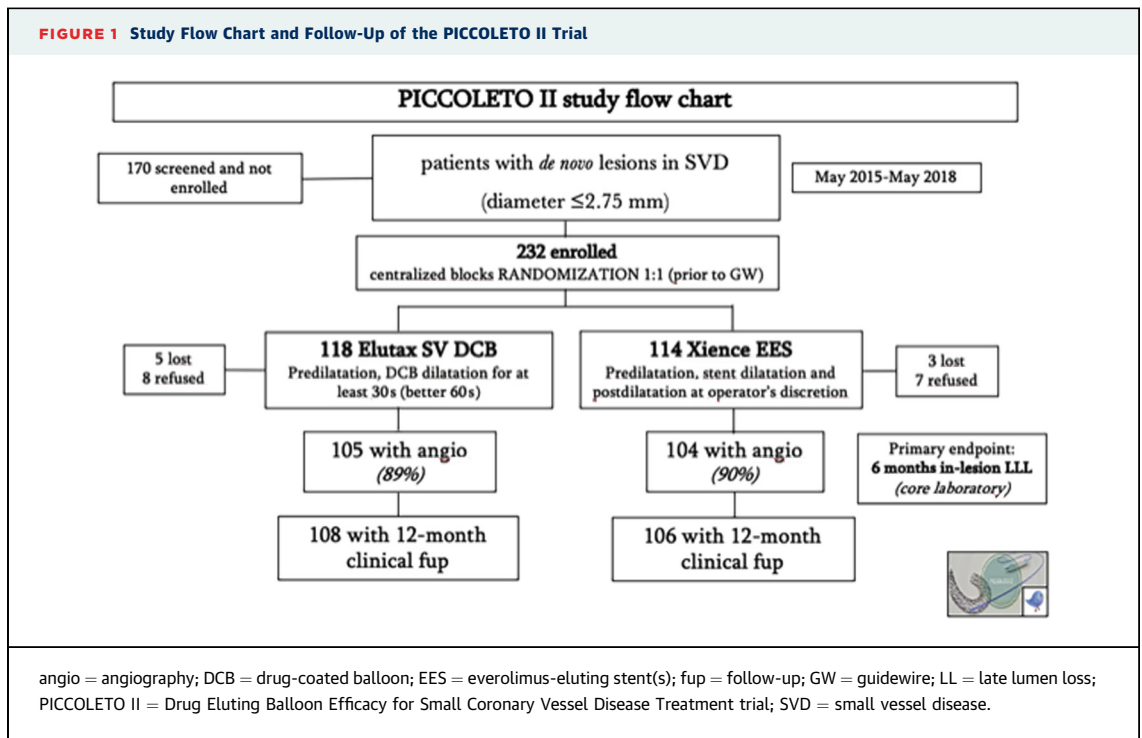 FIGURE 1 Study Flow Chart and Follow-Up of the PICCOLETO II Trial
PICCOLETO II study flow chart
170 screened and not
enrolled
patients with de novo lesions in SVD
(diameter ≤2.75 mm)
May 2015-May 2018
232 enrolled
centralized blocks RANDOMIZATION 1:1 (prior to GW)
5 lost
8 refused
118 Elutax SV DCB
Predilatation, DCB dilatation for at
least 30s (better 60s)
114 Xience EES
Predilatation, stent dilatation and
postdilatation at operator's discretion
3 lost
7 refused
105 with angio
(89%)
104 with angio
(90%)
Primary endpoint:
6 months in-lesion LLL
(core laboratory)
108 with 12-month
clinical fup
106 with 12-month
clinical fup
angio = angiography; DCB = drug-coated balloon; EES = everolimus-eluting stent(s); fup = follow-up; GW = guidewire; LL = late lumen loss;
PICCOLETO II = Drug Eluting Balloon Efficacy for Small Coronary Vessel Disease Treatment trial; SVD = small vessel disease.